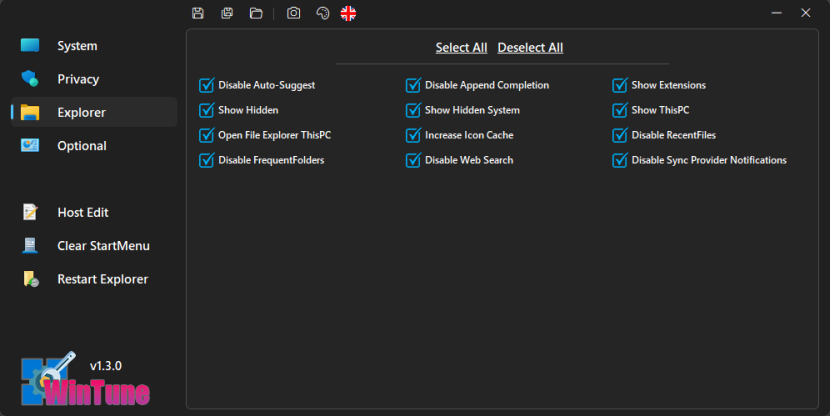 System
Privacy
Explorer
Optional
Host Edit
Clear StartMenu
Restart Explorer
v1.3.0
WinTune
Select All Deselect All
Disable Auto-Suggest Disable Append Completion Show Extensions
Show Hidden Show Hidden System Show ThisPC
Open File Explorer ThisPC Increase Icon Cache Disable RecentFiles
Disable FrequentFolders Disable Web Search Disable Sync Provider Notifications